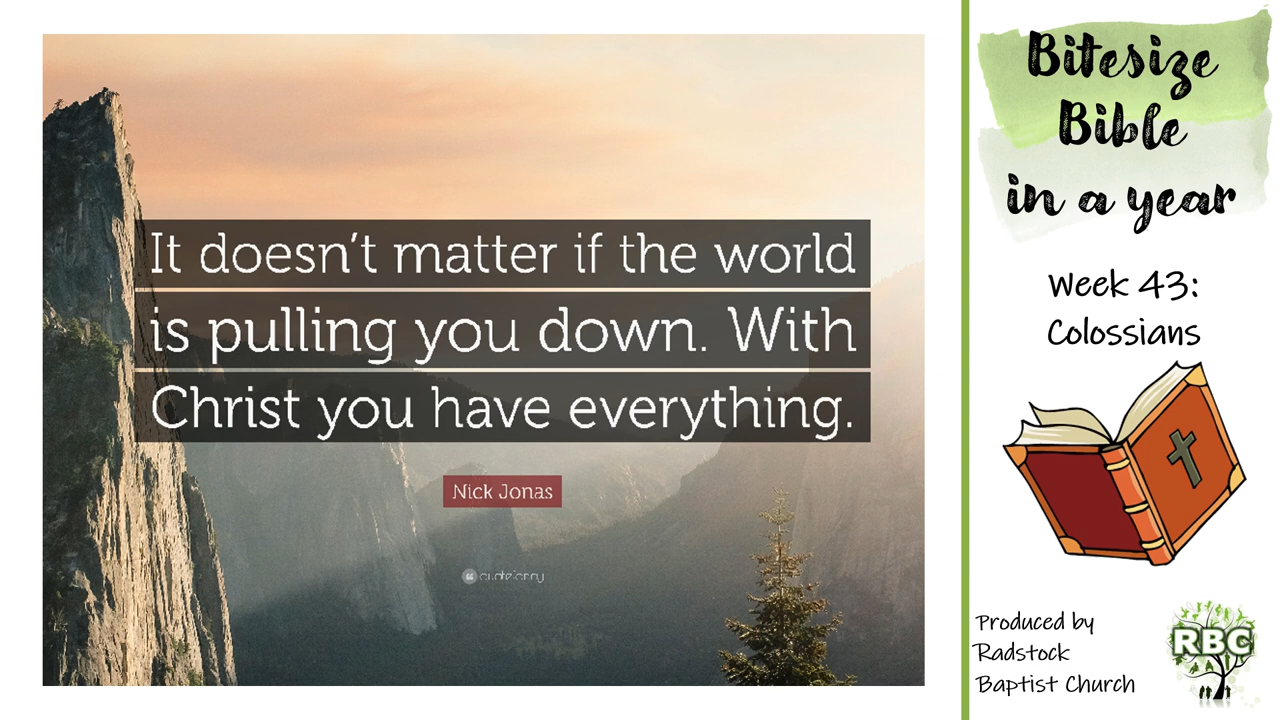 It doesn't matter if the world
is pulling you down. With
Christ you have everything.
Nick Jonas
quotefancy
Bitesize
Bible
in a year
Week 43:
Colossians
Produced by
Radstock
Baptist Church
RBC